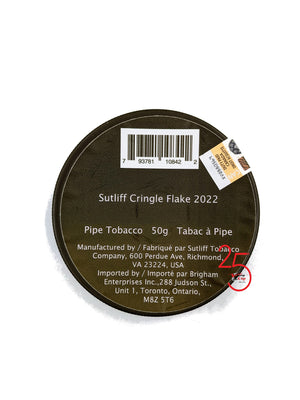 7 93781 10842 2
Sutliff Cringle Flake 2022
Pipe Tobacco 50g Tabac à Pipe
Manufactured by / Fabriqué par Sutliff Tobacco
Company, 600 Perdue Ave, Richmond,
VA 23224, USA
Imported by / Importé par Brigham
Enterprises Inc.,288 Judson St.,
Unit 1, Toronto, Ontario,
M8Z 5T6
25